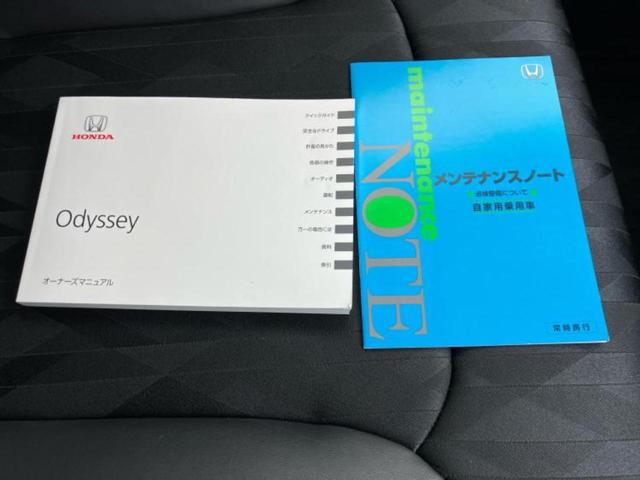 HONDA
Odyssey
オーナーズマニュアル
クイックガイド
安全なドライブ
計器の見かた
各部の操作
オーディオ
運転
メンテナンス
万一の場合には
資料
索引
maintenance
NOTE
メンテナンスノート
点検整備について
自家用乗用車
常時携行